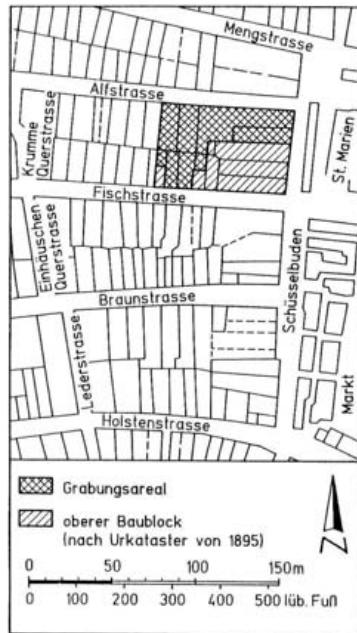 Mengstrasse
Alfstrasse
Krumme
Querstrasse
St. Marien
Fischstrasse
Einhäuschen
Querstrasse
Schüsselbuden
Braunstrasse
Lederstrasse
Markt
Holstenstrasse
Grabungsareal
oberer Baublock
(nach Urkataster von 1895)
N
0 50 100 150m
0 100 200 300 400 500 lüb. Fuß